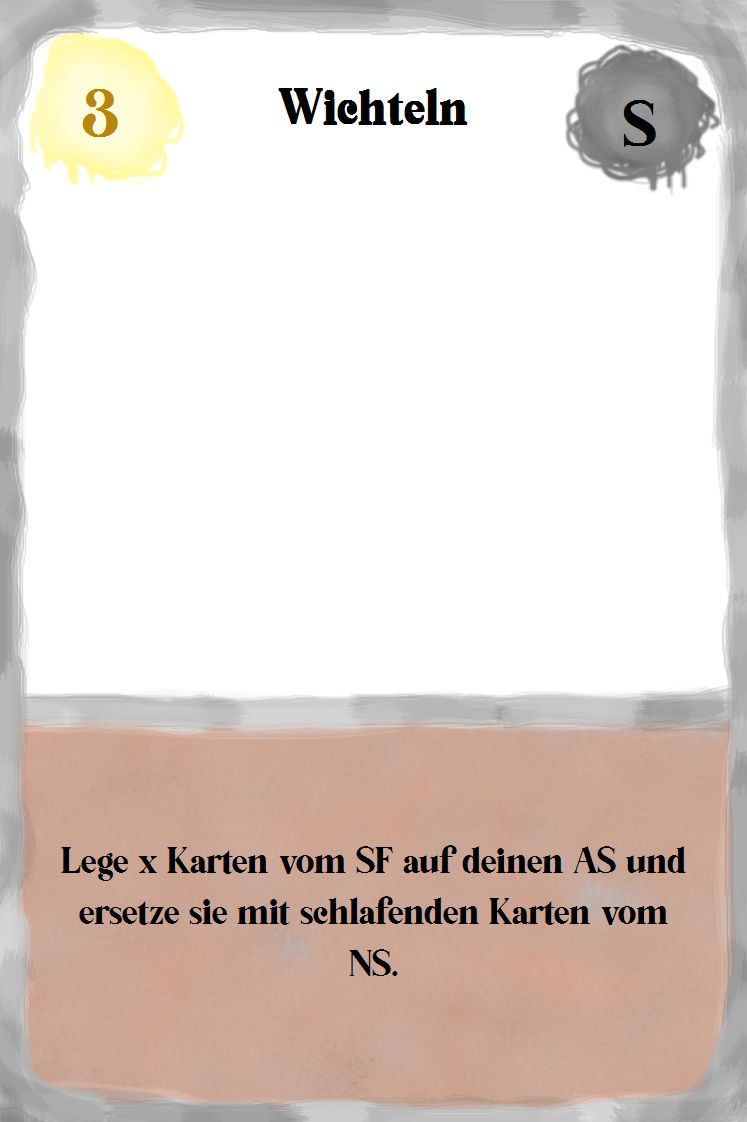 3
Wichteln
S
Lege x Karten vom SF auf deinen AS und
ersetze sie mit schlafenden Karten vom
NS.